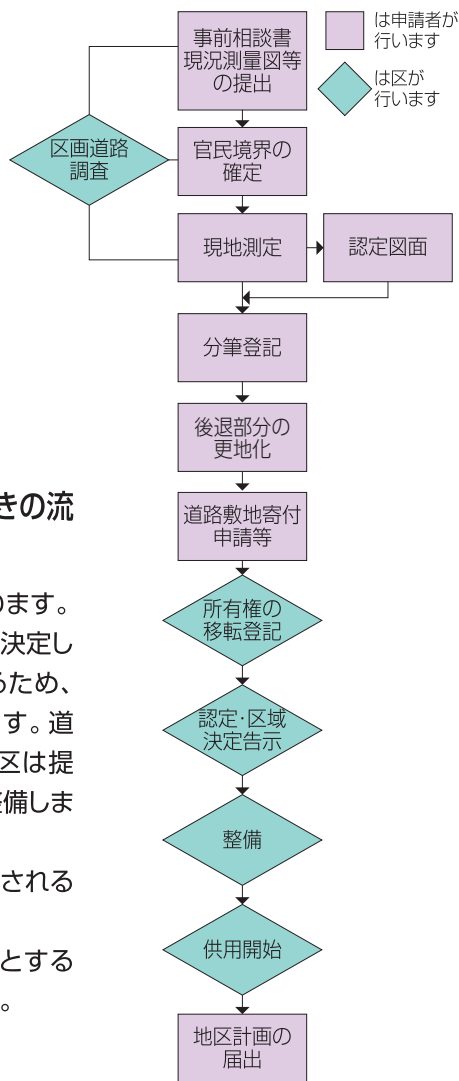 事前相談書
現況測量図等
の提出
は申請者が
行います
は区が
行います
区画道路
調査
官民境界の
確定
現地測定
認定図面
分筆登記
後退部分の
更地化
道路敷地寄付
申請等
所有権の
移転登記
認定・区域
決定告示
整備
供用開始
地区計画の
届出
きの流
ります。
決定し
るため、
す。道
区は提
整備しま
される
とする
。